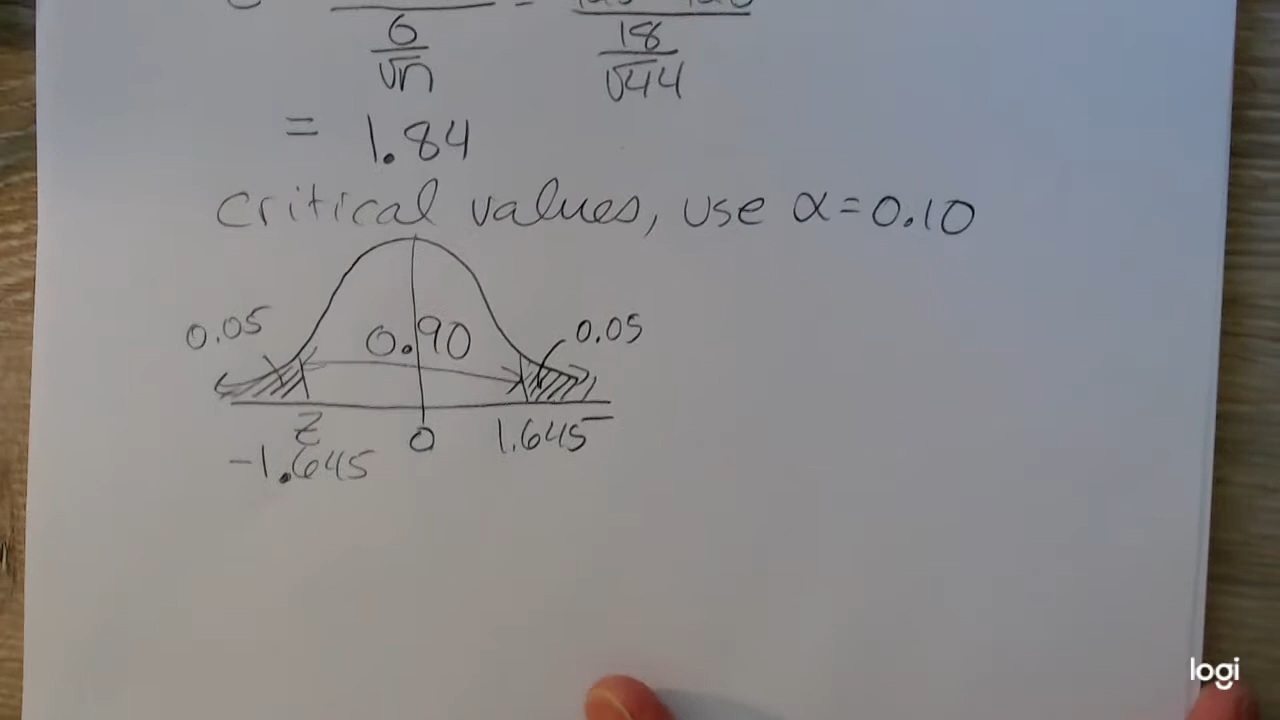 σ 18
√n √44
= 1.84
critical values, use α=0.10
0.05 0.90 0.05
z 0 1.645
-1.645
logi